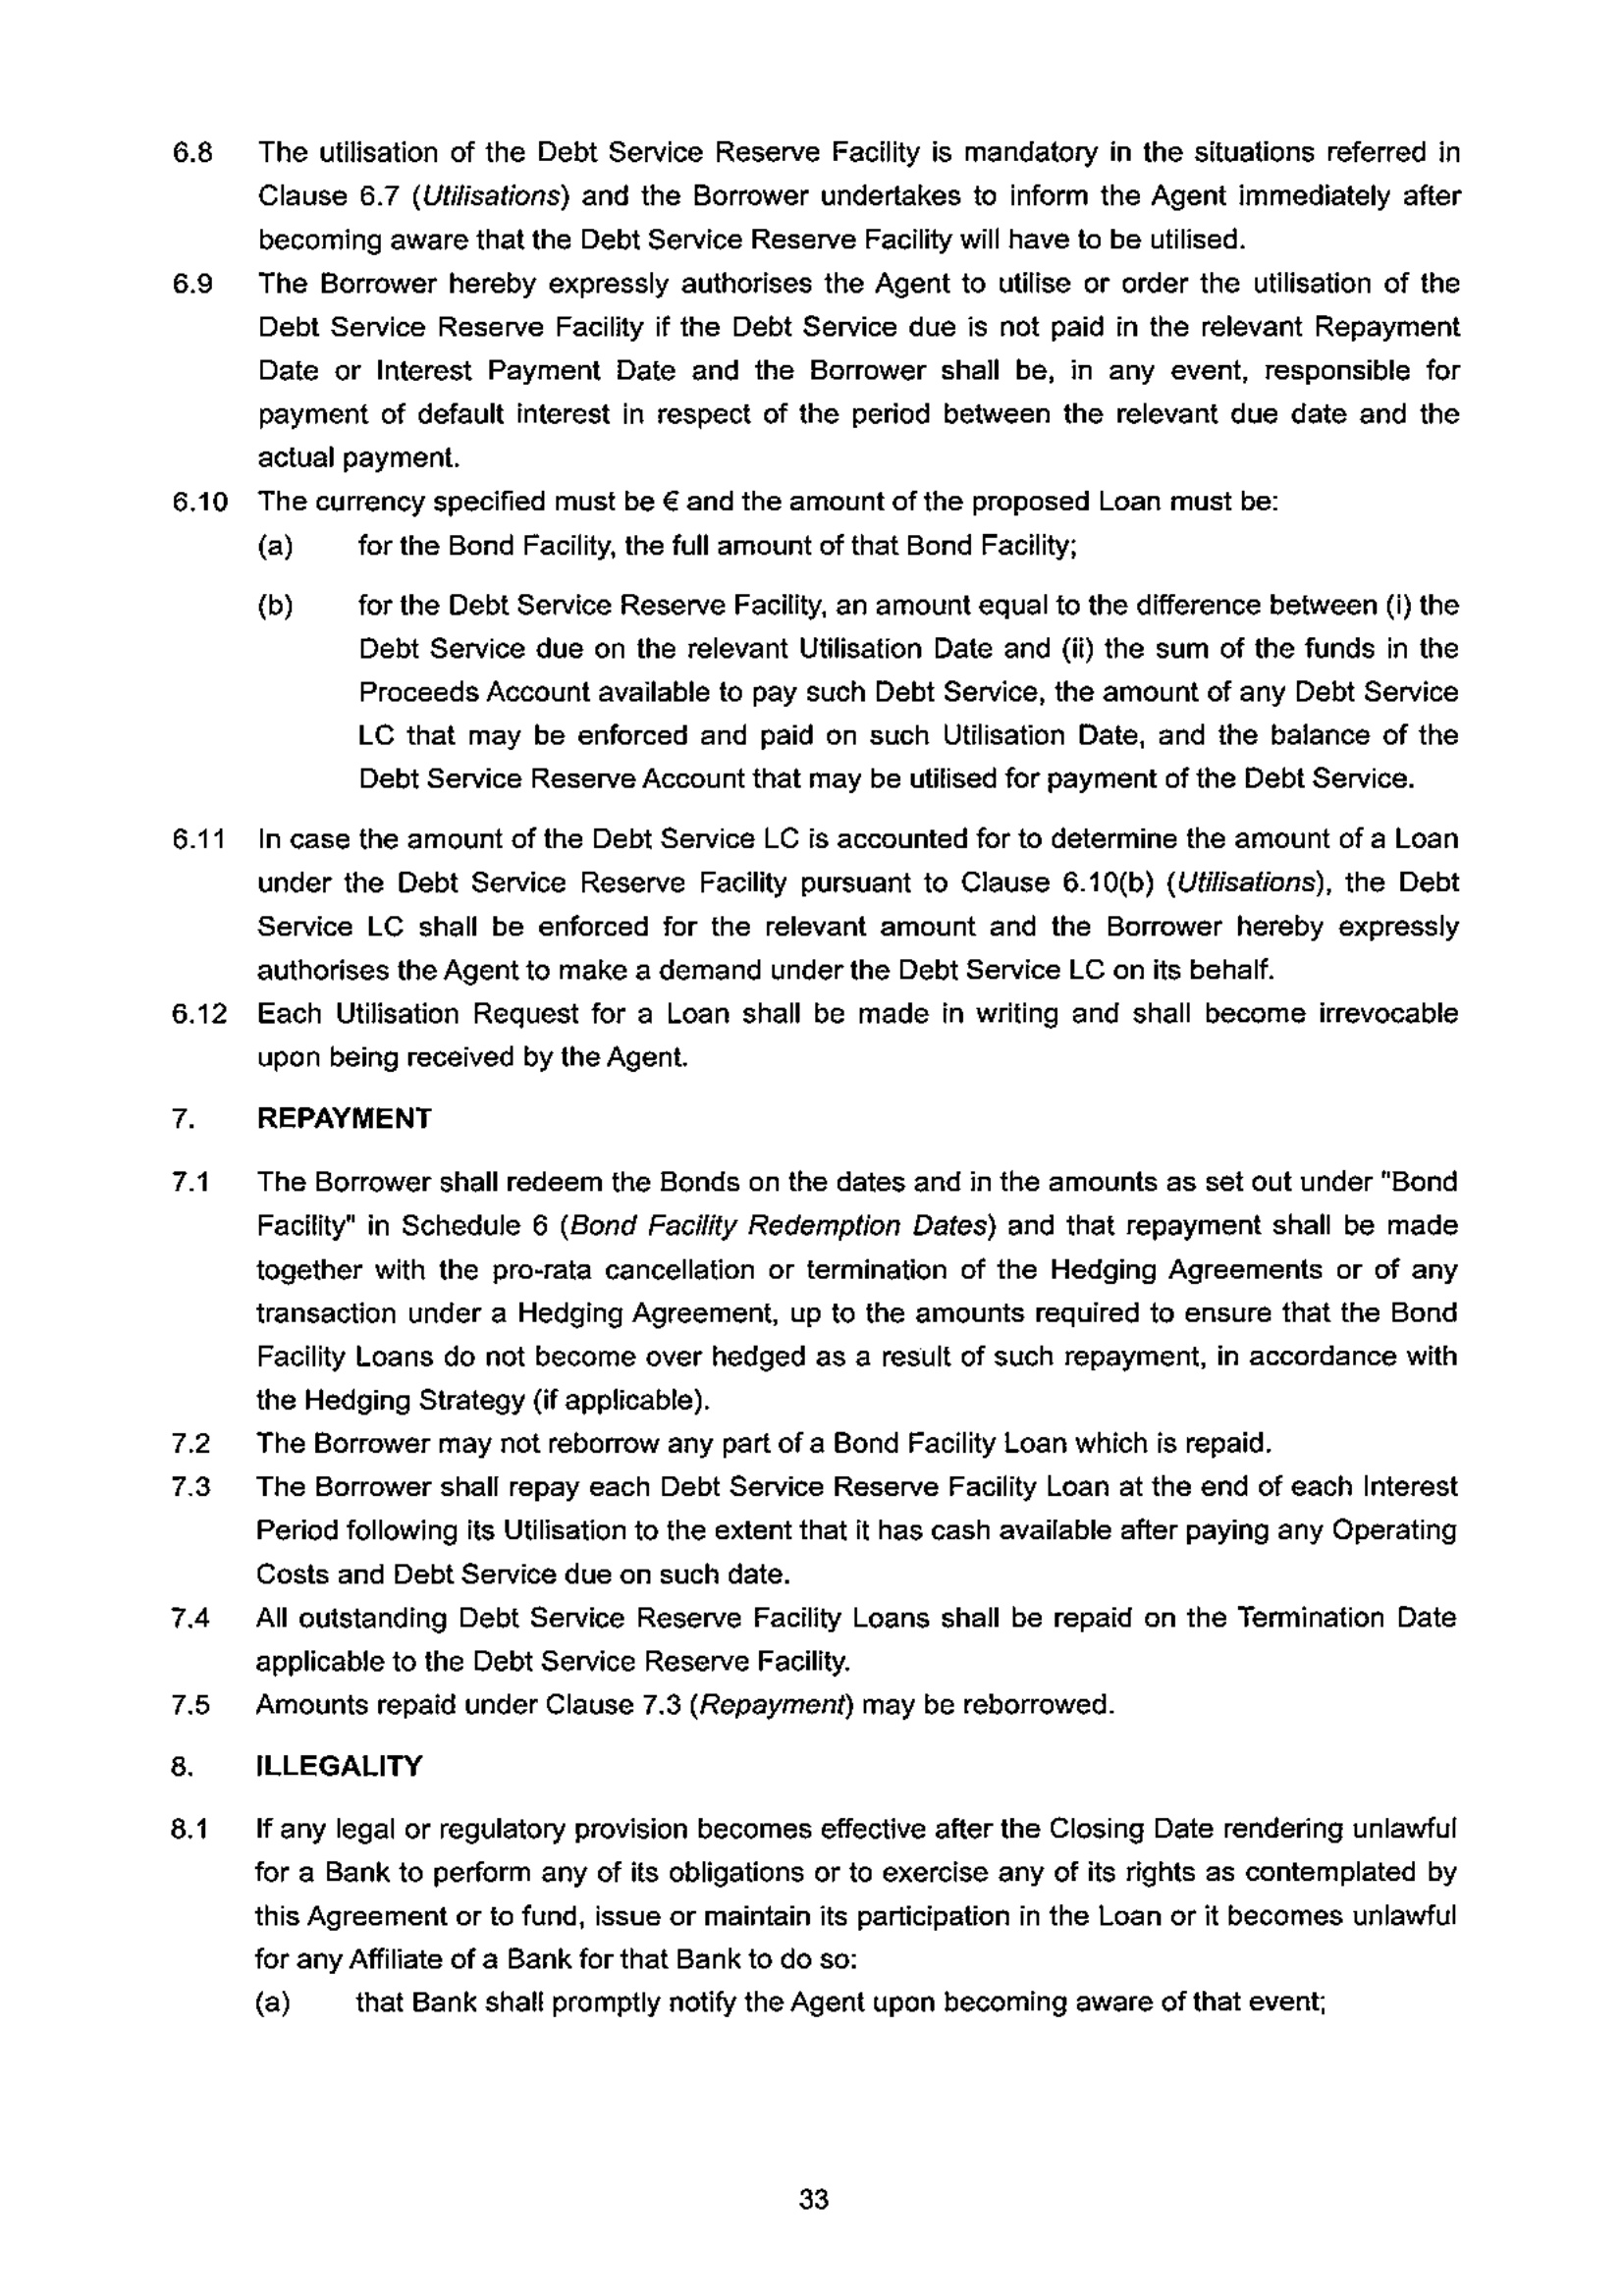 6.8 The utilisation of the Debt Service Reserve Facility is mandatory in the situations referred in
Clause 6.7 (Utilisations) and the Borrower undertakes to inform the Agent immediately after
becoming aware that the Debt Service Reserve Facility will have to be utilised.
6.9 The Borrower hereby expressly authorises the Agent to utilise or order the utilisation of the
Debt Service Reserve Facility if the Debt Service due is not paid in the relevant Repayment
Date or Interest Payment Date and the Borrower shall be, in any event, responsible for
payment of default interest in respect of the period between the relevant due date and the
actual payment.
6.10 The currency specified must be € and the amount of the proposed Loan must be:
(a) for the Bond Facility, the full amount of that Bond Facility;
(b) for the Debt Service Reserve Facility, an amount equal to the difference between (i) the
Debt Service due on the relevant Utilisation Date and (ii) the sum of the funds in the
Proceeds Account available to pay such Debt Service, the amount of any Debt Service
LC that may be enforced and paid on such Utilisation Date, and the balance of the
Debt Service Reserve Account that may be utilised for payment of the Debt Service.
6.11 In case the amount of the Debt Service LC is accounted for to determine the amount of a Loan
under the Debt Service Reserve Facility pursuant to Clause 6.10(b) (Utilisations), the Debt
Service LC shall be enforced for the relevant amount and the Borrower hereby expressly
authorises the Agent to make a demand under the Debt Service LC on its behalf.
6.12 Each Utilisation Request for a Loan shall be made in writing and shall become irrevocable
upon being received by the Agent.
7. REPAYMENT
7.1 The Borrower shall redeem the Bonds on the dates and in the amounts as set out under "Bond
Facility" in Schedule 6 (Bond Facility Redemption Dates) and that repayment shall be made
together with the pro-rata cancellation or termination of the Hedging Agreements or of any
transaction under a Hedging Agreement, up to the amounts required to ensure that the Bond
Facility Loans do not become over hedged as a result of such repayment, in accordance with
the Hedging Strategy (if applicable).
7.2 The Borrower may not reborrow any part of a Bond Facility Loan which is repaid.
7.3 The Borrower shall repay each Debt Service Reserve Facility Loan at the end of each Interest
Period following its Utilisation to the extent that it has cash available after paying any Operating
Costs and Debt Service due on such date.
7.4 All outstanding Debt Service Reserve Facility Loans shall be repaid on the Termination Date
applicable to the Debt Service Reserve Facility.
7.5 Amounts repaid under Clause 7.3 (Repayment) may be reborrowed.
8. ILLEGALITY
8.1 If any legal or regulatory provision becomes effective after the Closing Date rendering unlawful
for a Bank to perform any of its obligations or to exercise any of its rights as contemplated by
this Agreement or to fund, issue or maintain its participation in the Loan or it becomes unlawful
for any Affiliate of a Bank for that Bank to do so:
(a) that Bank shall promptly notify the Agent upon becoming aware of that event;
33